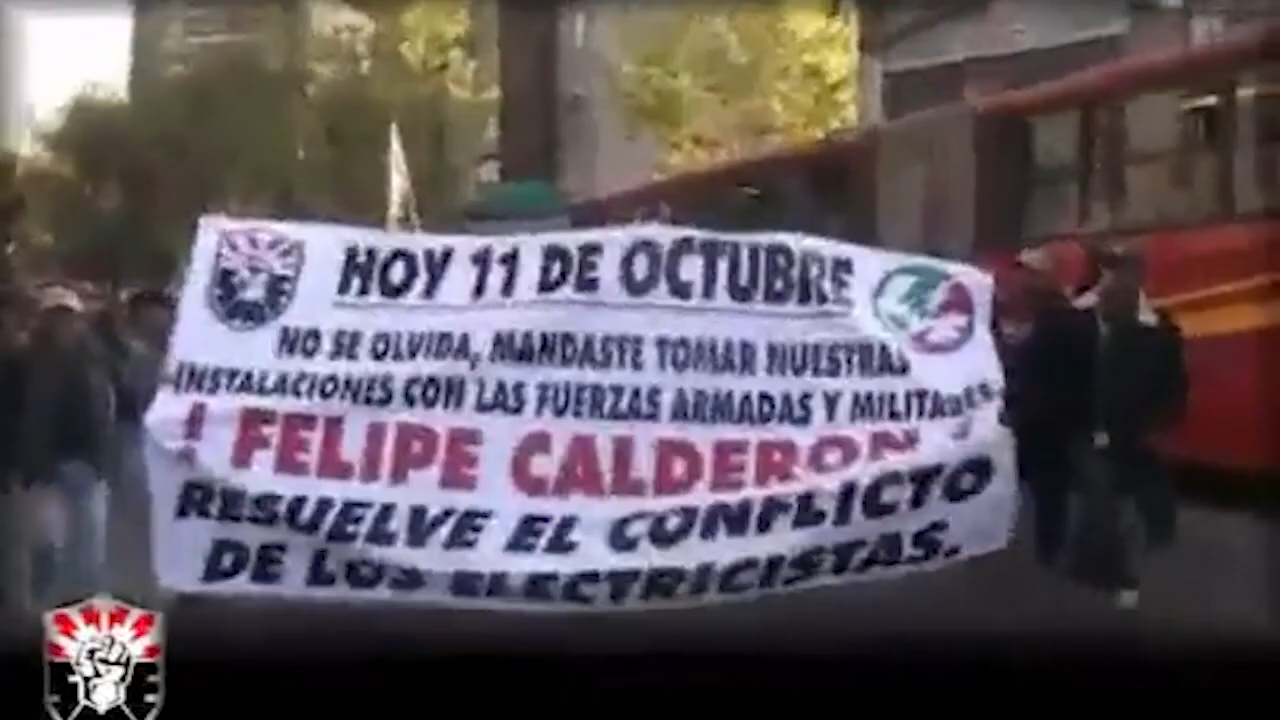 HOY 11 DE OCTUBRE
NO SE OLVIDA, MANDASTE TOMAR NUESTRAS
INSTALACIONES CON LAS FUERZAS ARMADAS Y MILITARES.
¡ FELIPE CALDERON !
RESUELVE EL CONFLICTO
DE LOS ELECTRICISTAS.